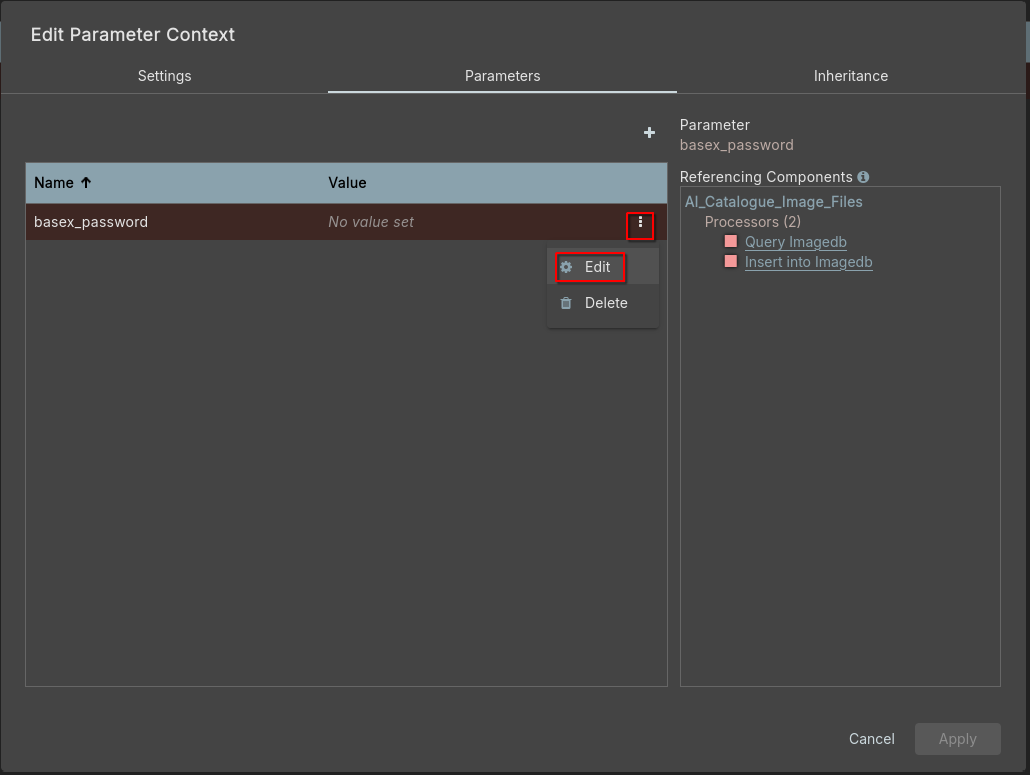 Edit Parameter Context
Settings
Parameters
Inheritance
Name
Value
basex_password
No value set
Edit
Delete
Parameter
basex_password
Referencing Components
AI_Catalogue_Image_Files
Processors (2)
Query Imagedb
Insert into Imagedb
Cancel
Apply